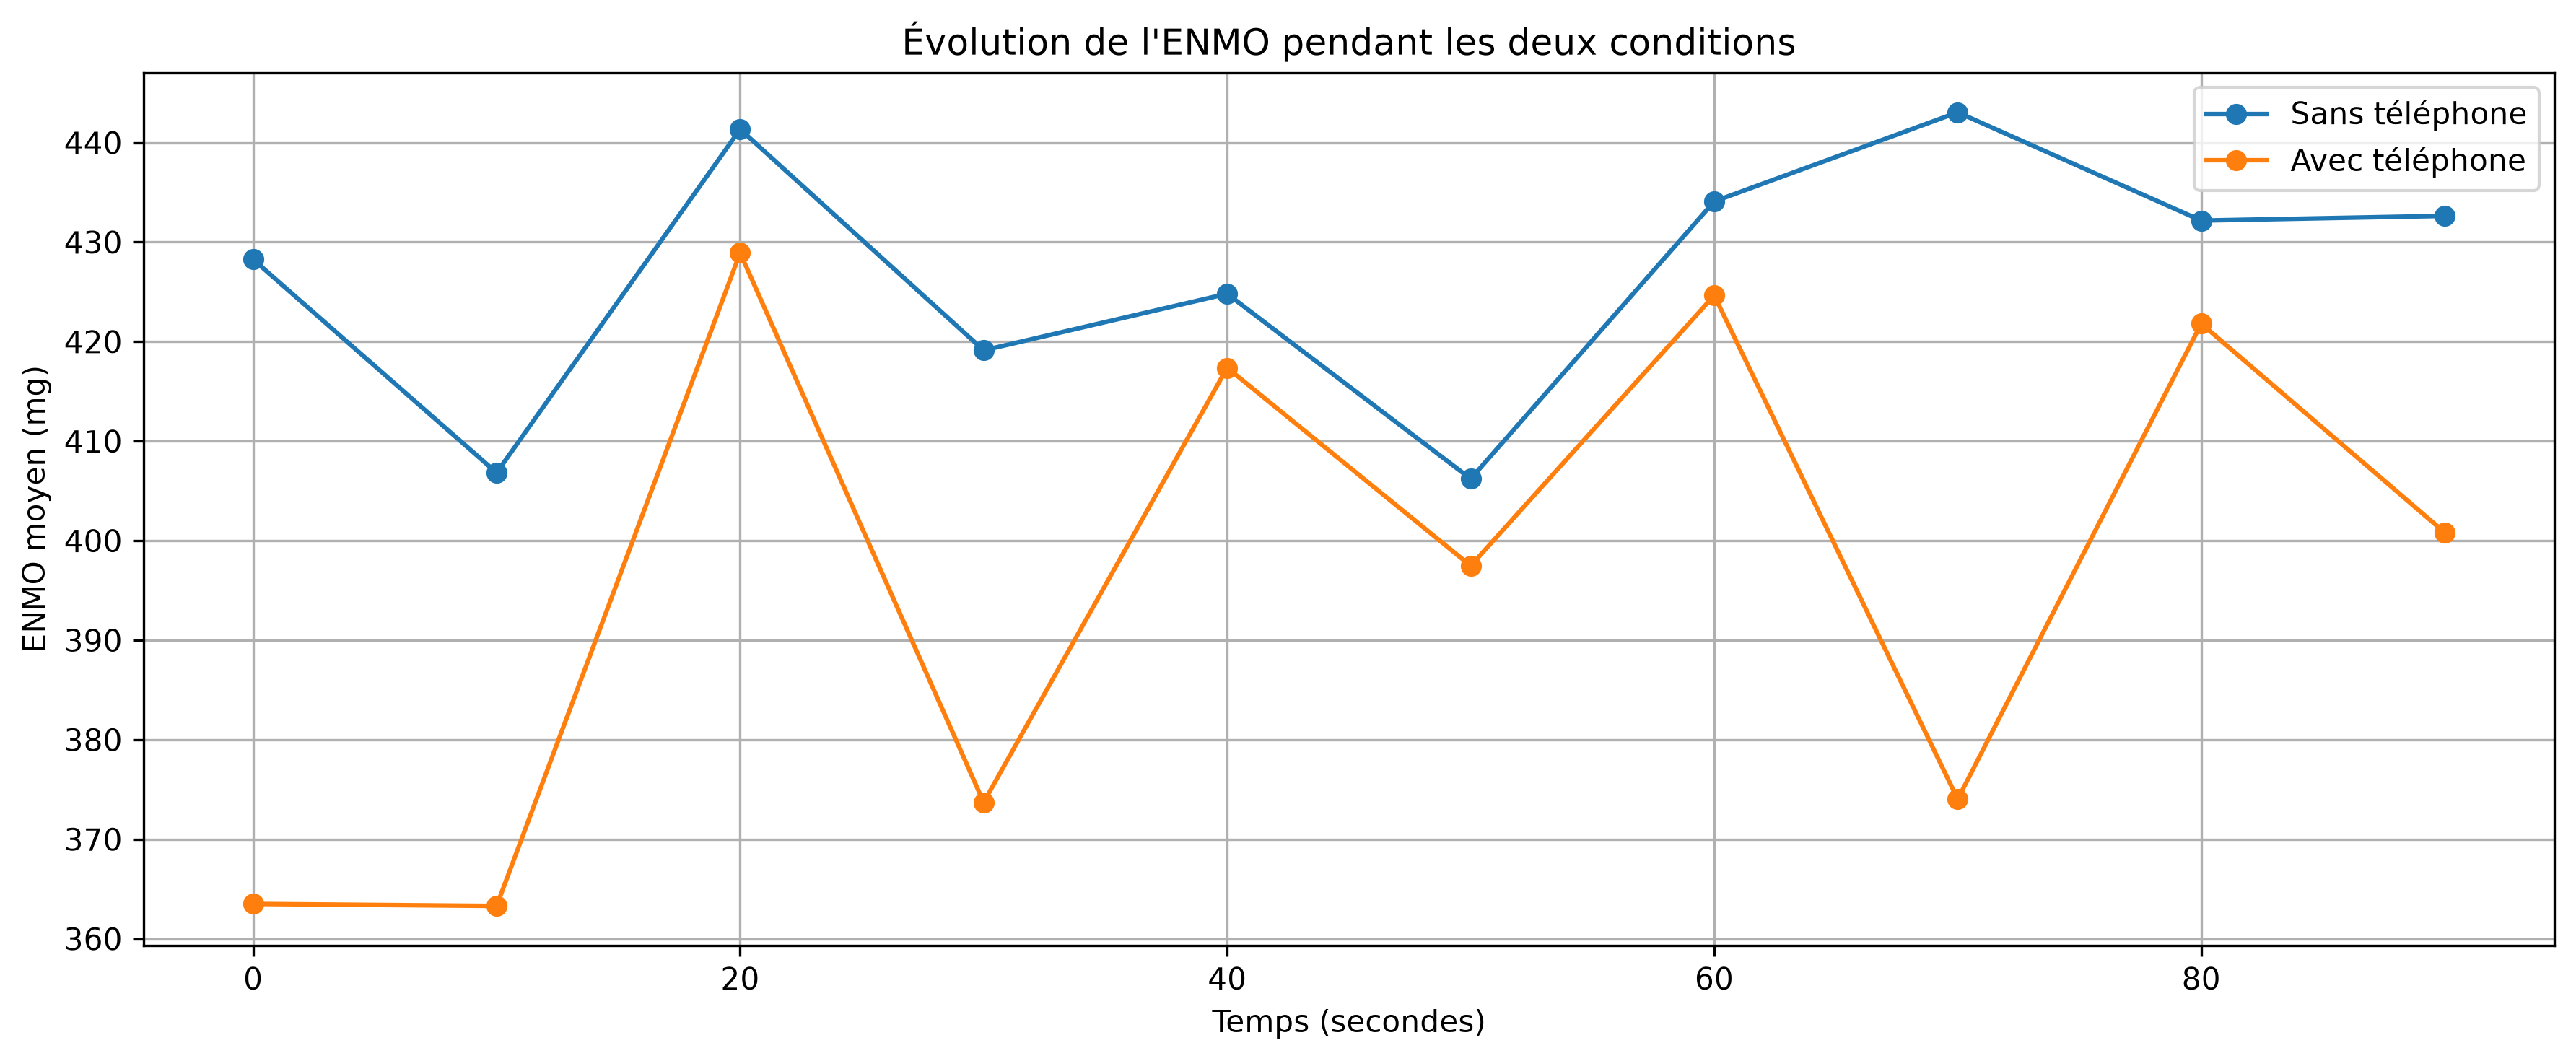 Évolution de l'ENMO pendant les deux conditions
Sans téléphone
Avec téléphone
ENMO moyen (mg)
440
430
420
410
400
390
380
370
360
0 20 40 60 80
Temps (secondes)